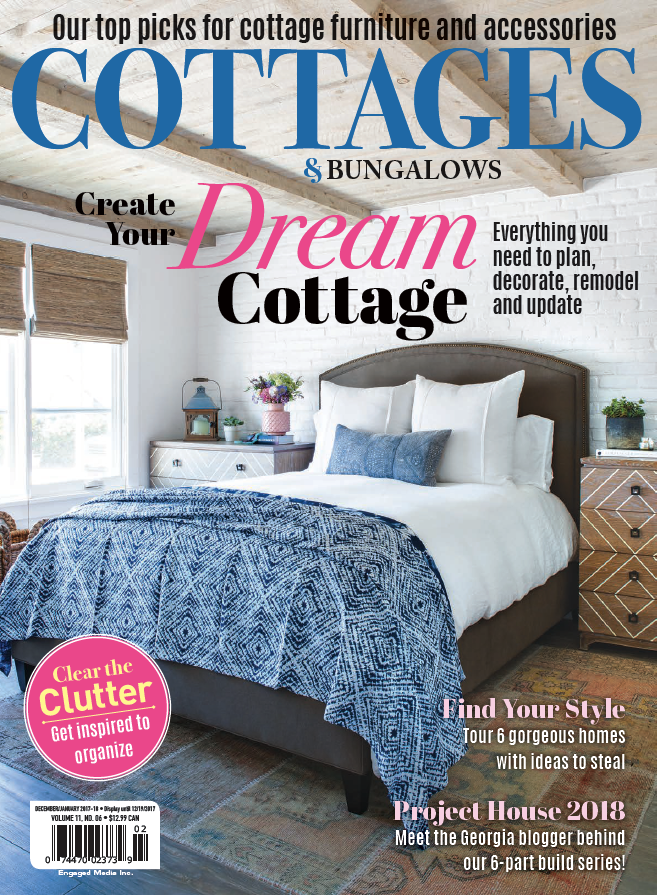 Our top picks for cottage furniture and accessories
COTTAGES
& BUNGALOWS
Create
Your
Dream
Cottage
Everything you
need to plan,
decorate, remodel
and update
Clear the
Clutter
Get inspired to
organize
Find Your Style
Tour 6 gorgeous homes
with ideas to steal
Project House 2018
Meet the Georgia blogger behind
our 6-part build series!
DECEMBER/JANUARY 2017-18 • Display until 12/19/2017
VOLUME 11, NO. 06 • $12.99 CAN
02
0 74470 02373 9
Engaged Media Inc.